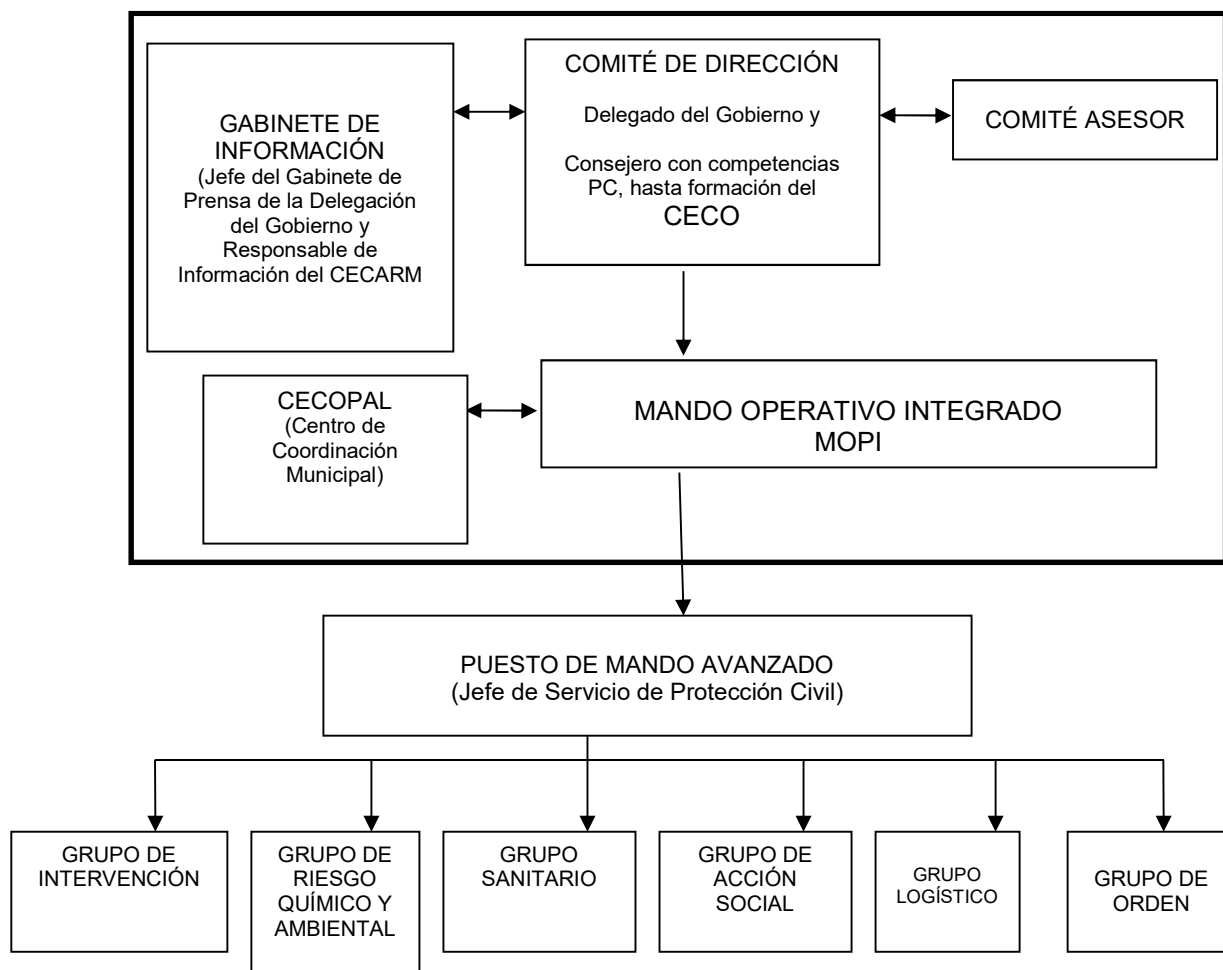 GABINETE DE
INFORMACIÓN
(Jefe del Gabinete de
Prensa de la Delegación
del Gobierno y
Responsable de
Información del CECARM
COMITÉ DE DIRECCIÓN
Delegado del Gobierno y
Consejero con competencias
PC, hasta formación del
CECO
COMITÉ ASESOR
CECOPAL
(Centro de
Coordinación
Municipal)
MANDO OPERATIVO INTEGRADO
MOPI
PUESTO DE MANDO AVANZADO
(Jefe de Servicio de Protección Civil)
GRUPO DE
INTERVENCIÓN
GRUPO DE
RIESGO
QUÍMICO Y
AMBIENTAL
GRUPO
SANITARIO
GRUPO DE
ACCIÓN
SOCIAL
GRUPO
LOGÍSTICO
GRUPO DE
ORDEN